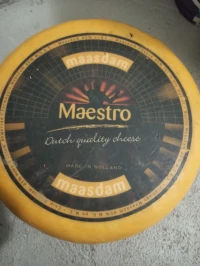 maasdam
Maestro
Dutch quality cheese
MADE IN HOLLAND
maasdam